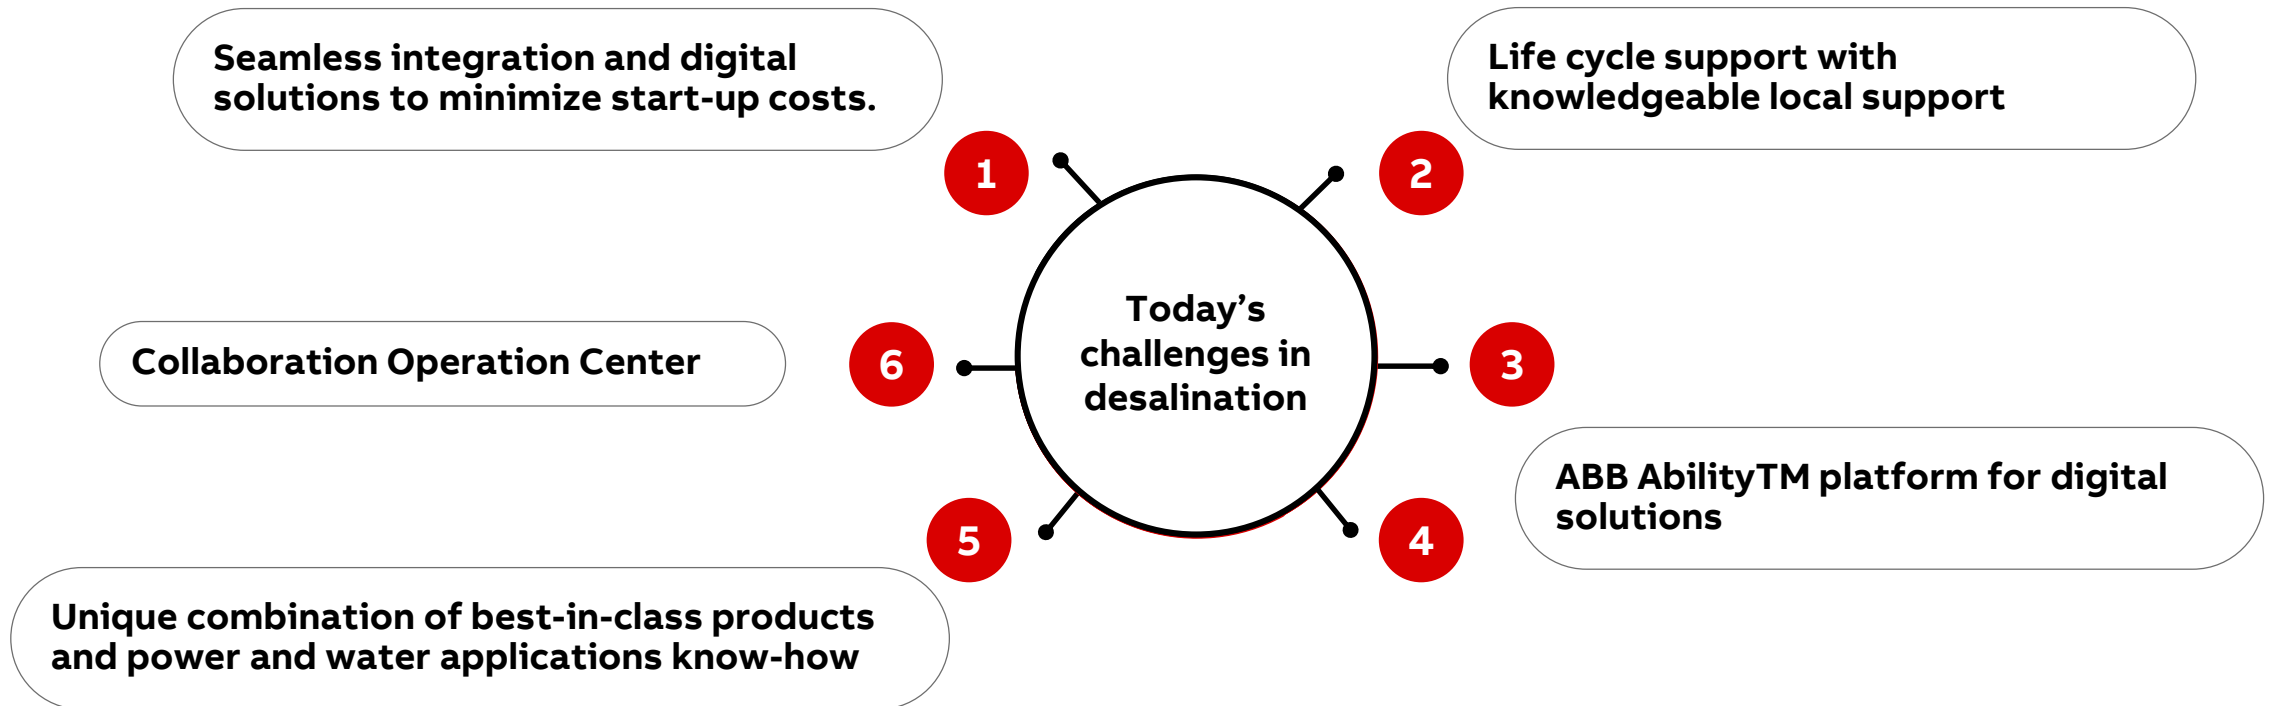 Seamless integration and digital
solutions to minimize start-up costs.
1
Life cycle support with
knowledgeable local support
2
Today’s
challenges in
desalination
3
ABB AbilityTM platform for digital
solutions
4
5
Unique combination of best-in-class products
and power and water applications know-how
6
Collaboration Operation Center